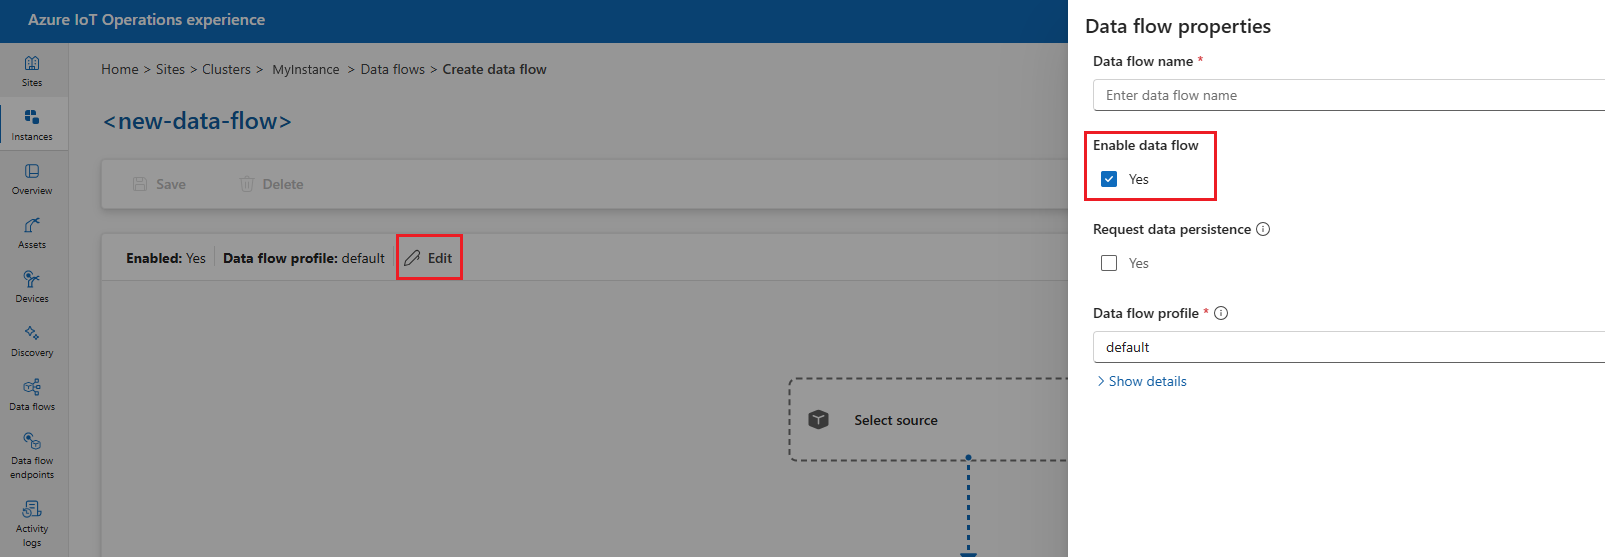 Azure IoT Operations experience
Sites
Instances
Overview
Assets
Devices
Discovery
Data flows
Data flow
endpoints
Activity
logs
Home > Sites > Clusters > MyInstance > Data flows > Create data flow
<new-data-flow>
Save Delete
Enabled: Yes Data flow profile: default Edit
Select source
Data flow properties
Data flow name *
Enter data flow name
Enable data flow
Yes
Request data persistence
Yes
Data flow profile *
default
> Show details